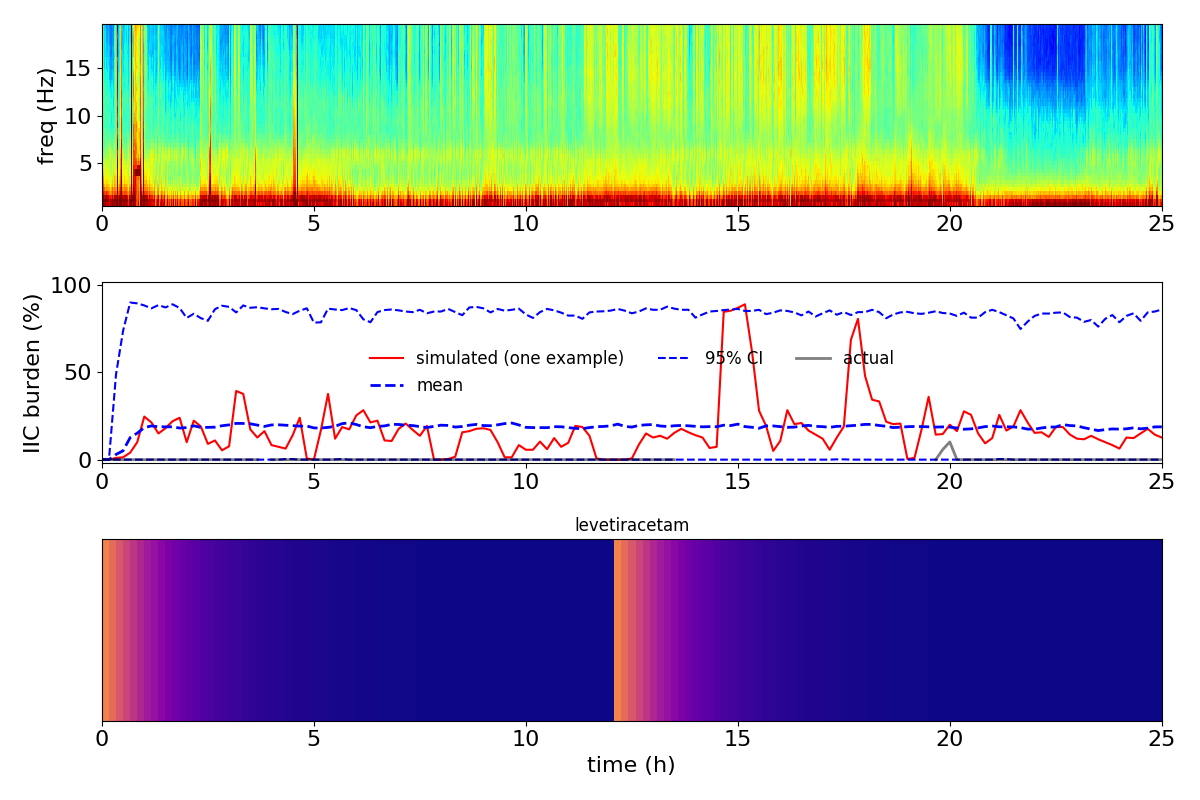 freq (Hz)
15
10
5
0 5 10 15 20 25
IIC burden (%)
100
50
0
simulated (one example) 95% CI actual
mean
0 5 10 15 20 25
levetiracetam
0 5 10 15 20 25
time (h)